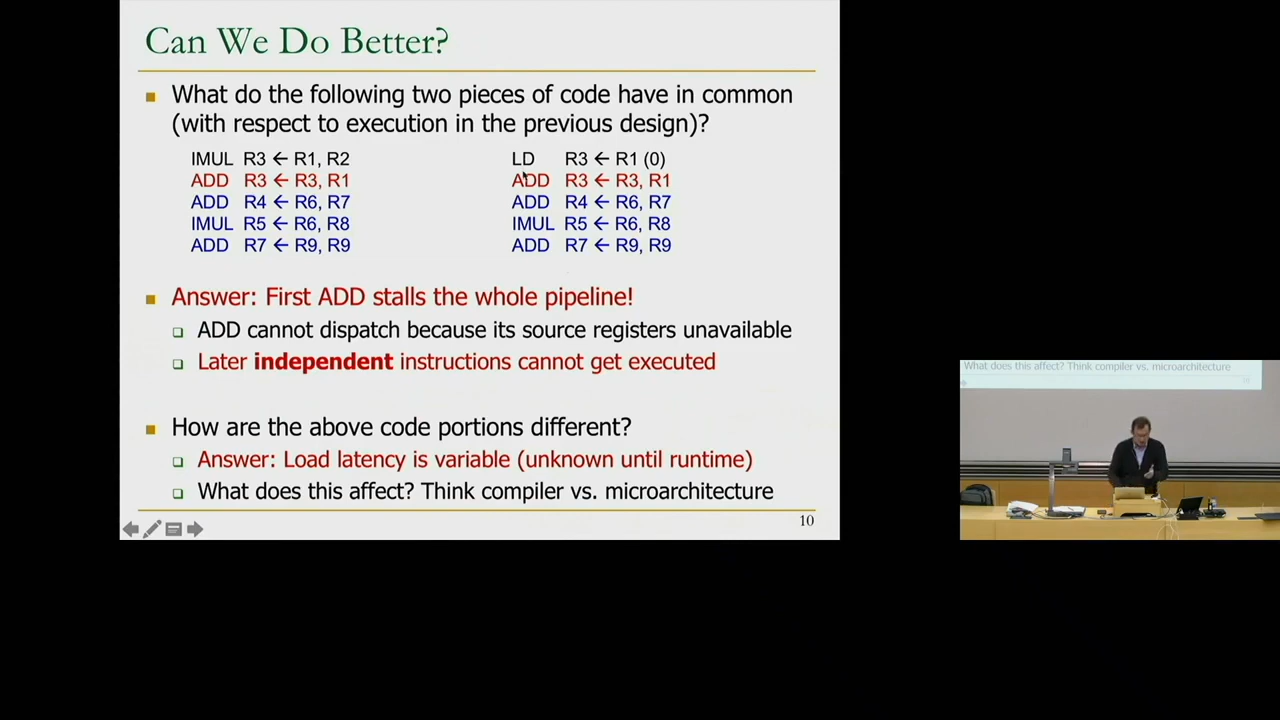 Can We Do Better?
What do the following two pieces of code have in common
(with respect to execution in the previous design)?
IMUL R3 ← R1, R2
ADD R3 ← R3, R1
ADD R4 ← R6, R7
IMUL R5 ← R6, R8
ADD R7 ← R9, R9
LD R3 ← R1 (0)
ADD R3 ← R3, R1
ADD R4 ← R6, R7
IMUL R5 ← R6, R8
ADD R7 ← R9, R9
Answer: First ADD stalls the whole pipeline!
ADD cannot dispatch because its source registers unavailable
Later independent instructions cannot get executed
How are the above code portions different?
Answer: Load latency is variable (unknown until runtime)
What does this affect? Think compiler vs. microarchitecture
10
What does this affect? Think compiler vs. microarchitecture